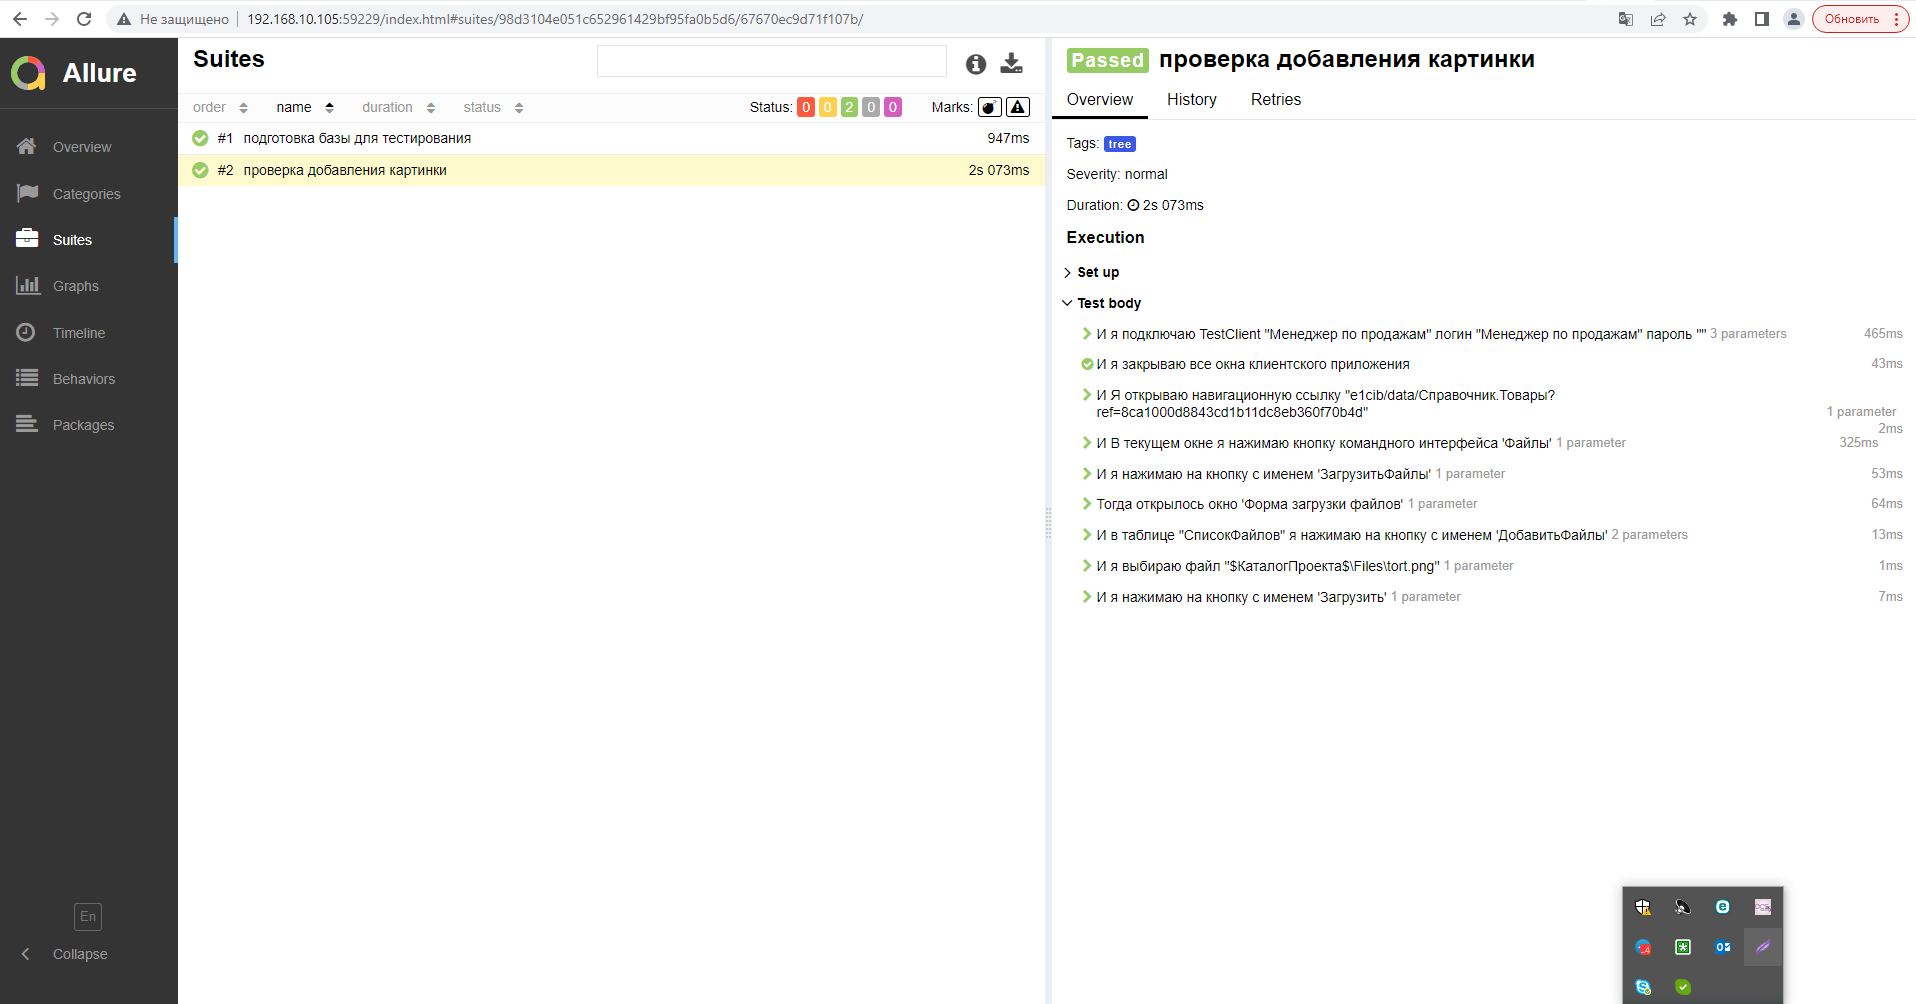 Не защищено
192.168.10.105:59229/index.html#suites/98d3104e051c652961429bf95fa0b5d6/67670ec9d71f107b/
Обновить
Allure
Overview
Categories
Suites
Graphs
Timeline
Behaviors
Packages
En
Collapse
Suites
order name duration status
Status: 0 0 2 0 0 Marks:
#1 подготовка базы для тестирования 947ms
#2 проверка добавления картинки 2s 073ms
Passed проверка добавления картинки
Overview History Retries
Tags: tree
Severity: normal
Duration: 2s 073ms
Execution
Set up
Test body
И я подключаю TestClient "Менеджер по продажам" логин "Менеджер по продажам" пароль "" 3 parameters 465ms
И я закрываю все окна клиентского приложения 43ms
И Я открываю навигационную ссылку "e1cib/data/Справочник.Товары?
ref=8ca1000d8843cd1b11dc8eb360f70b4d" 1 parameter
2ms
И В текущем окне я нажимаю кнопку командного интерфейса 'Файлы' 1 parameter 325ms
И я нажимаю на кнопку с именем 'ЗагрузитьФайлы' 1 parameter 53ms
Тогда открылось окно 'Форма загрузки файлов' 1 parameter 64ms
И в таблице "СписокФайлов" я нажимаю на кнопку с именем 'ДобавитьФайлы' 2 parameters 13ms
И я выбираю файл "$КаталогПроекта$\Files\tort.png" 1 parameter 1ms
И я нажимаю на кнопку с именем 'Загрузить' 1 parameter 7ms